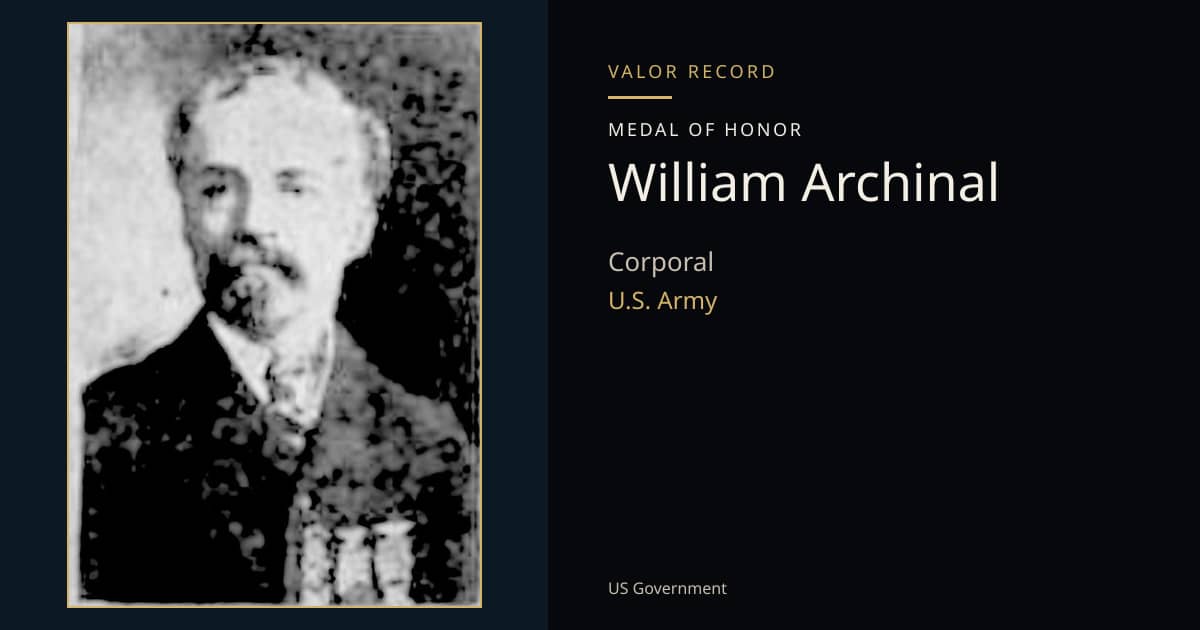 VALOR RECORD
MEDAL OF HONOR
William Archinal
Corporal
U.S. Army
US Government